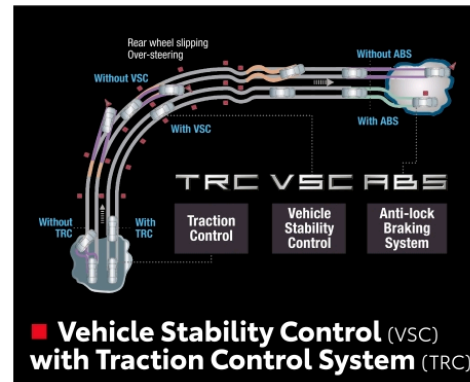 Rear wheel slipping
Over-steering
Without ABS
Without VSC
With VSC
With ABS
TRC VSC ABS
Without
TRC
With
TRC
Traction
Control
Vehicle
Stability
Control
Anti-lock
Braking
System
Vehicle Stability Control (VSC)
with Traction Control System (TRC)